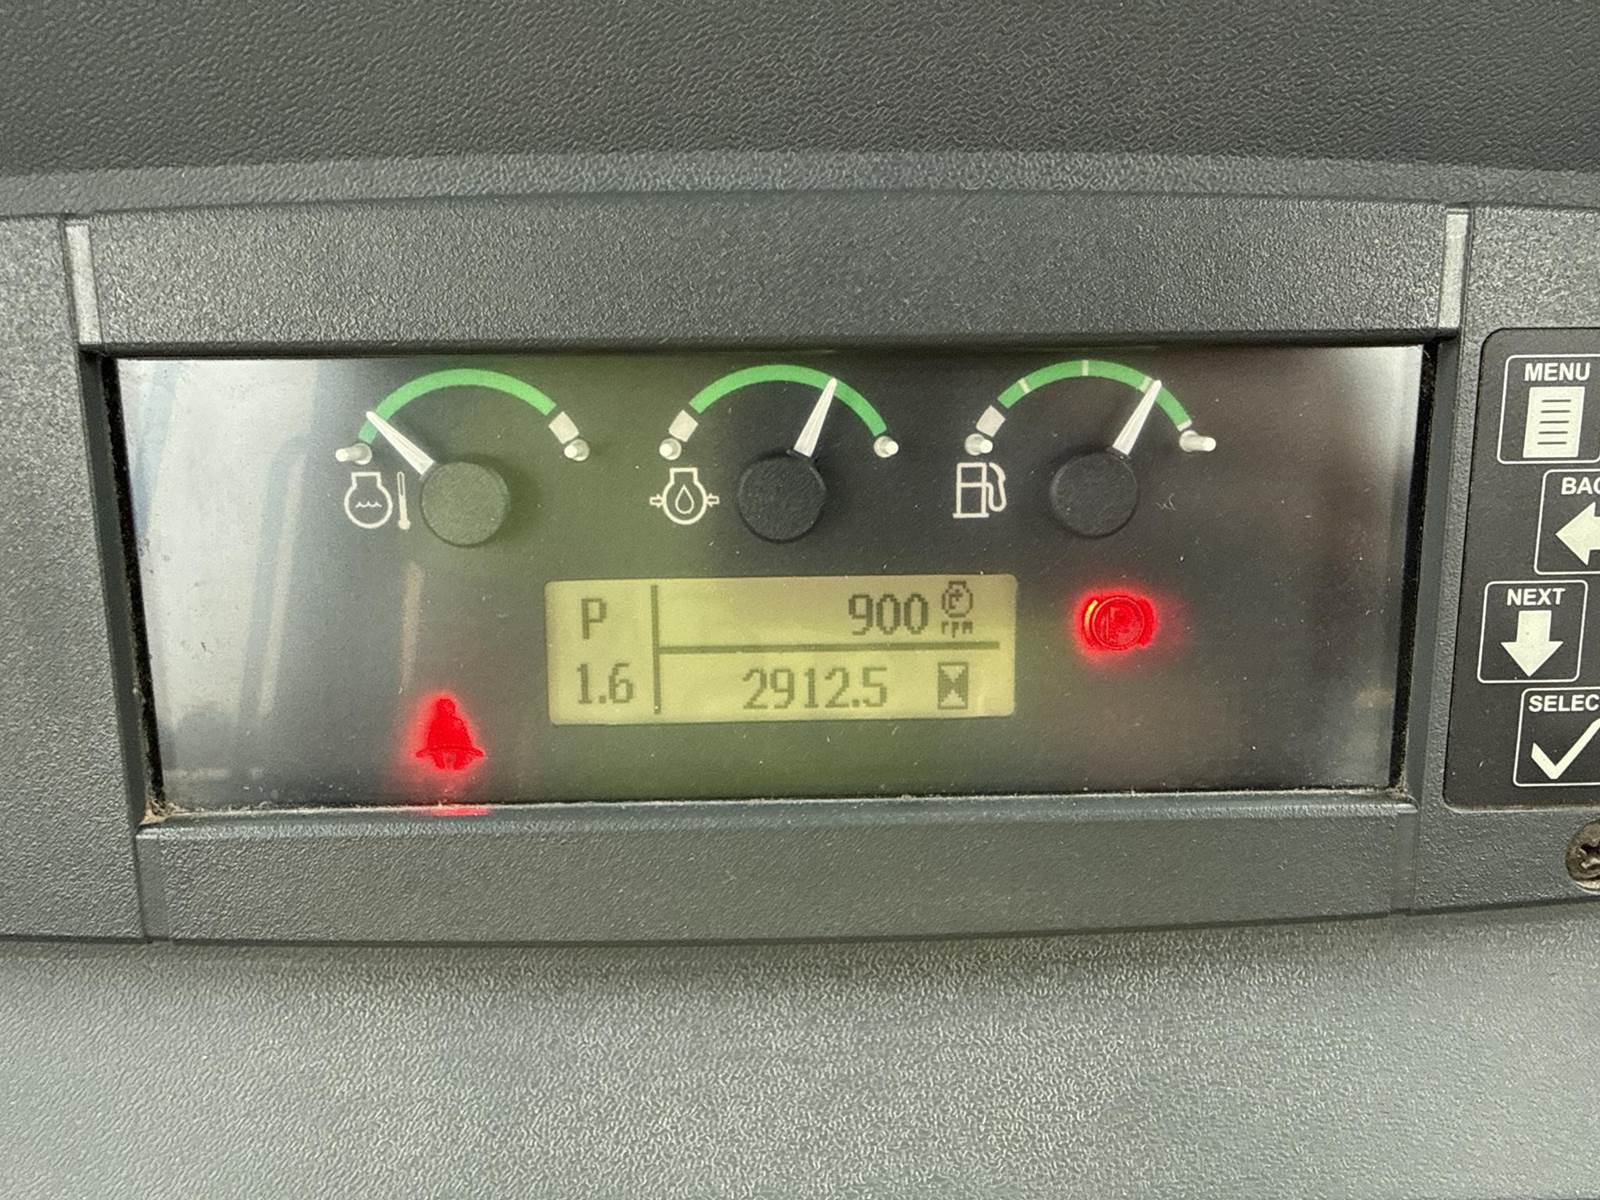 P 900 rpm
1.6 2912.5
P
MENU
BAC
NEXT
SELEC